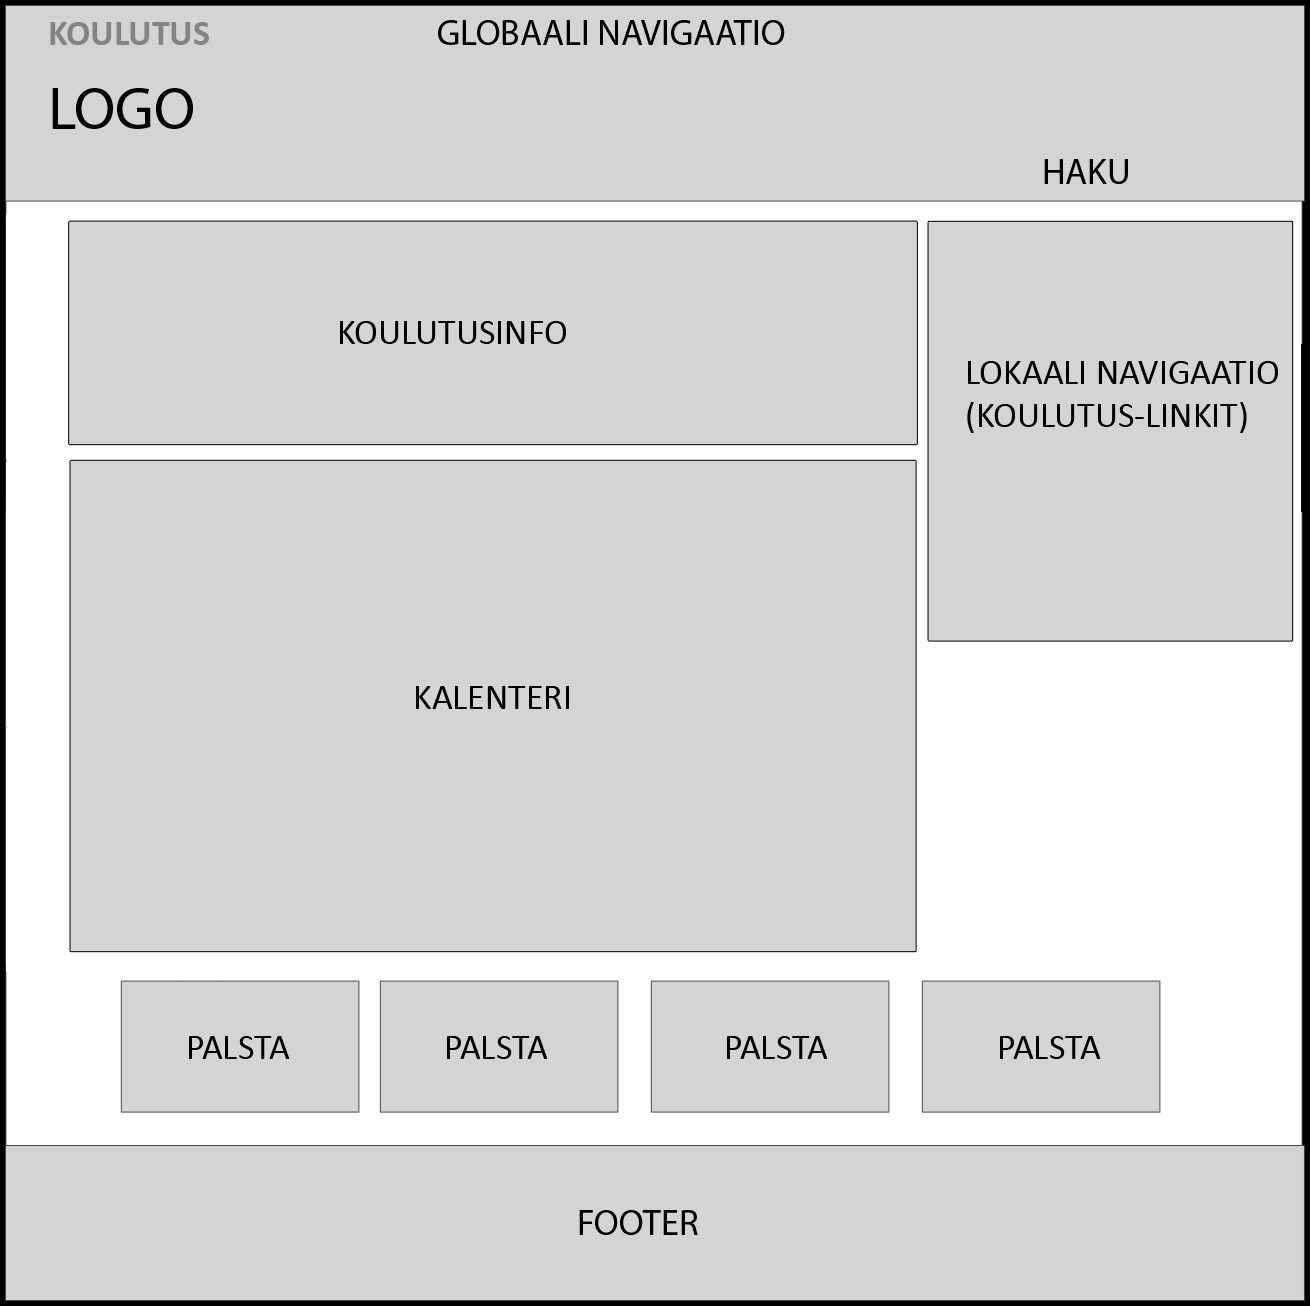 KOULUTUS
GLOBAALI NAVIGAATIO
LOGO
HAKU
KOULUTUSINFO
LOKAALI NAVIGAATIO
(KOULUTUS-LINKIT)
KALENTERI
PALSTA
PALSTA
PALSTA
PALSTA
FOOTER